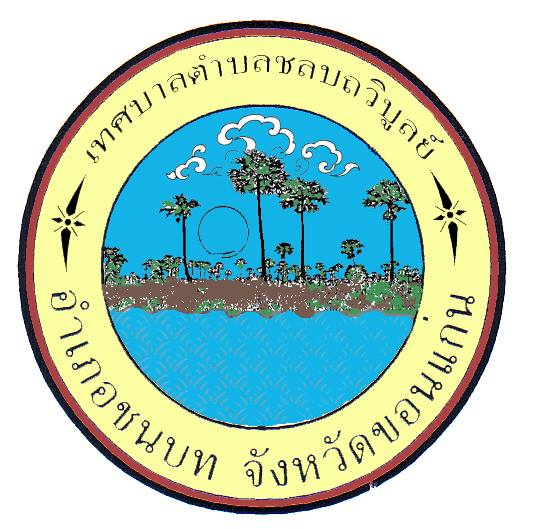 เทศบาลตำบลชลบถวิบูลย์
อำเภอชนบท จังหวัดขอนแก่น